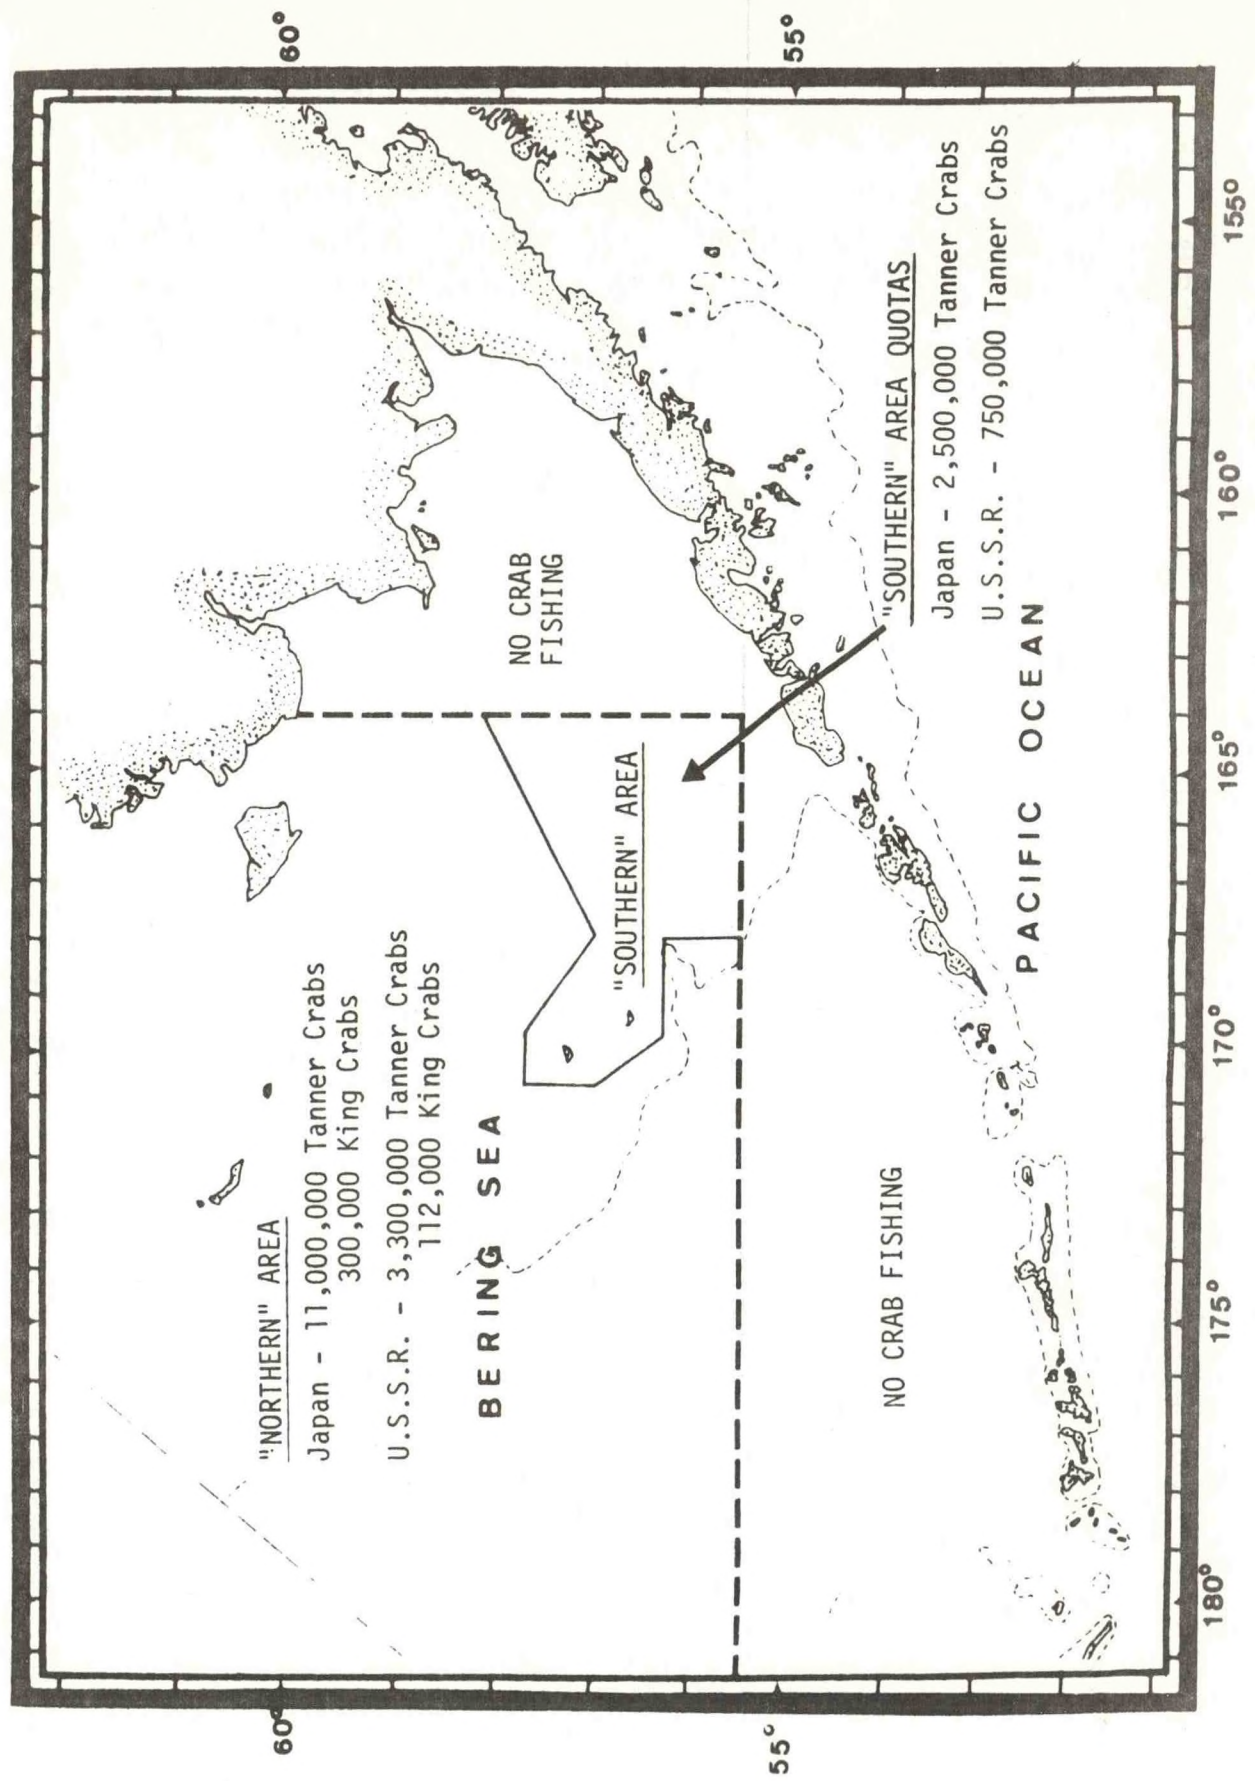 60°
55°
"NORTHERN" AREA
Japan - 11,000,000 Tanner Crabs
300,000 King Crabs
U.S.S.R. - 3,300,000 Tanner Crabs
112,000 King Crabs
BERING SEA
NO CRAB
FISHING
"SOUTHERN" AREA
NO CRAB FISHING
"SOUTHERN" AREA QUOTAS
Japan - 2,500,000 Tanner Crabs
U.S.S.R. - 750,000 Tanner Crabs
PACIFIC OCEAN
60°
55°
180°
175°
170°
165°
160°
155°